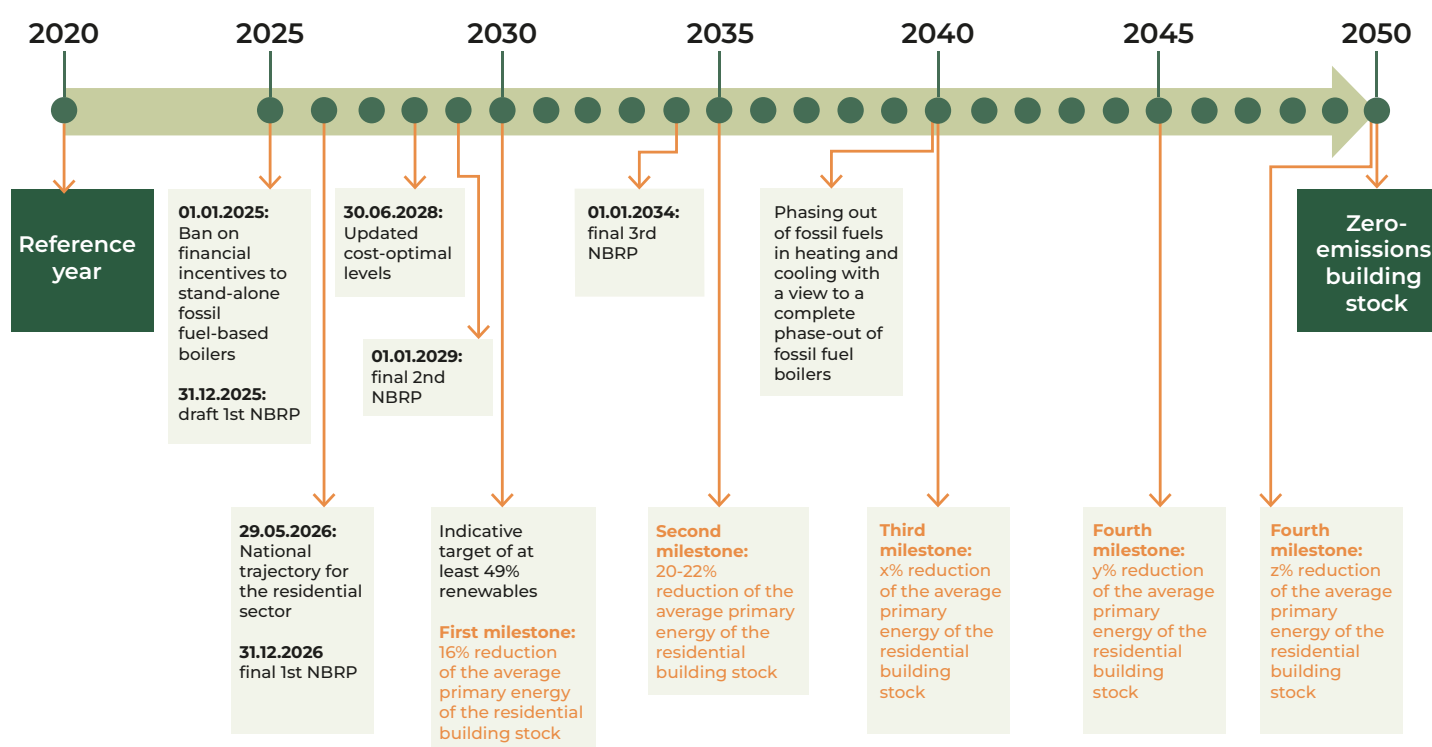 2020
2025
2030
2035
2040
2045
2050
Reference
year
01.01.2025:
Ban on
financial
incentives to
stand-alone
fossil
fuel-based
boilers
31.12.2025:
draft 1st NBRP
30.06.2028:
Updated
cost-optimal
levels
01.01.2029:
final 2nd
NBRP
01.01.2034:
final 3rd
NBRP
Phasing out
of fossil fuels
in heating and
cooling with
a view to a
complete
phase-out of
fossil fuel
boilers
Zero-
emissions
building
stock
29.05.2026:
National
trajectory for
the residential
sector
31.12.2026
final 1st NBRP
Indicative
target of at
least 49%
renewables
First milestone:
16% reduction
of the average
primary energy
of the residential
building stock
Second
milestone:
20-22%
reduction of the
average primary
energy of the
residential
building stock
Third
milestone:
x% reduction
of the average
primary
energy of the
residential
building
stock
Fourth
milestone:
y% reduction
of the average
primary
energy of the
residential
building
stock
Fourth
milestone:
z% reduction
of the average
primary
energy of the
residential
building
stock